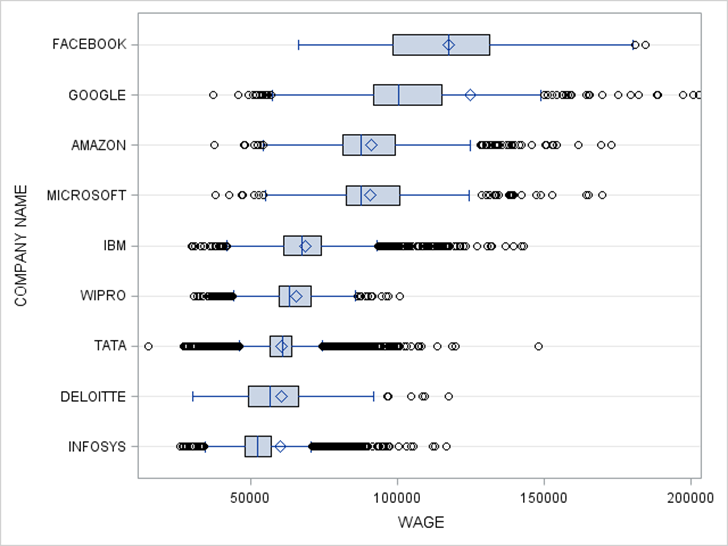 COMPANY NAME
FACEBOOK
GOOGLE
AMAZON
MICROSOFT
IBM
WIPRO
TATA
DELOITTE
INFOSYS
50000 100000 150000 200000
WAGE